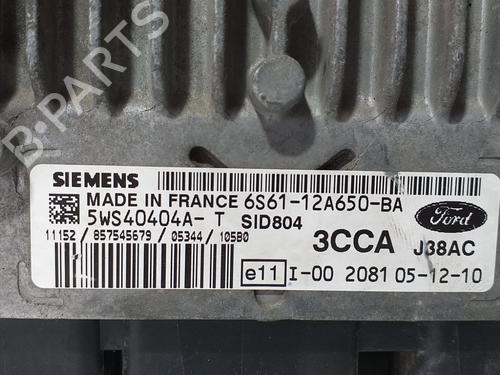 B-PARTS
SIEMENS
MADE IN FRANCE 6S61-12A650-BA
5WS40404A- T SID804
Ford
11152 / 857545679 / 05344 / 105B0
3CCA J38AC
e11 I-00 2081 05-12-10